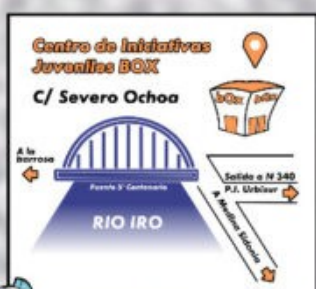 Centro de Iniciativas
Juveniles BOX
C/ Severo Ochoa
BOX BOX
A la
barrosa
Puente 5º Centenario
Salida a N 340
P.I. Urbisur
RIO IRO
A Medina Sidonia